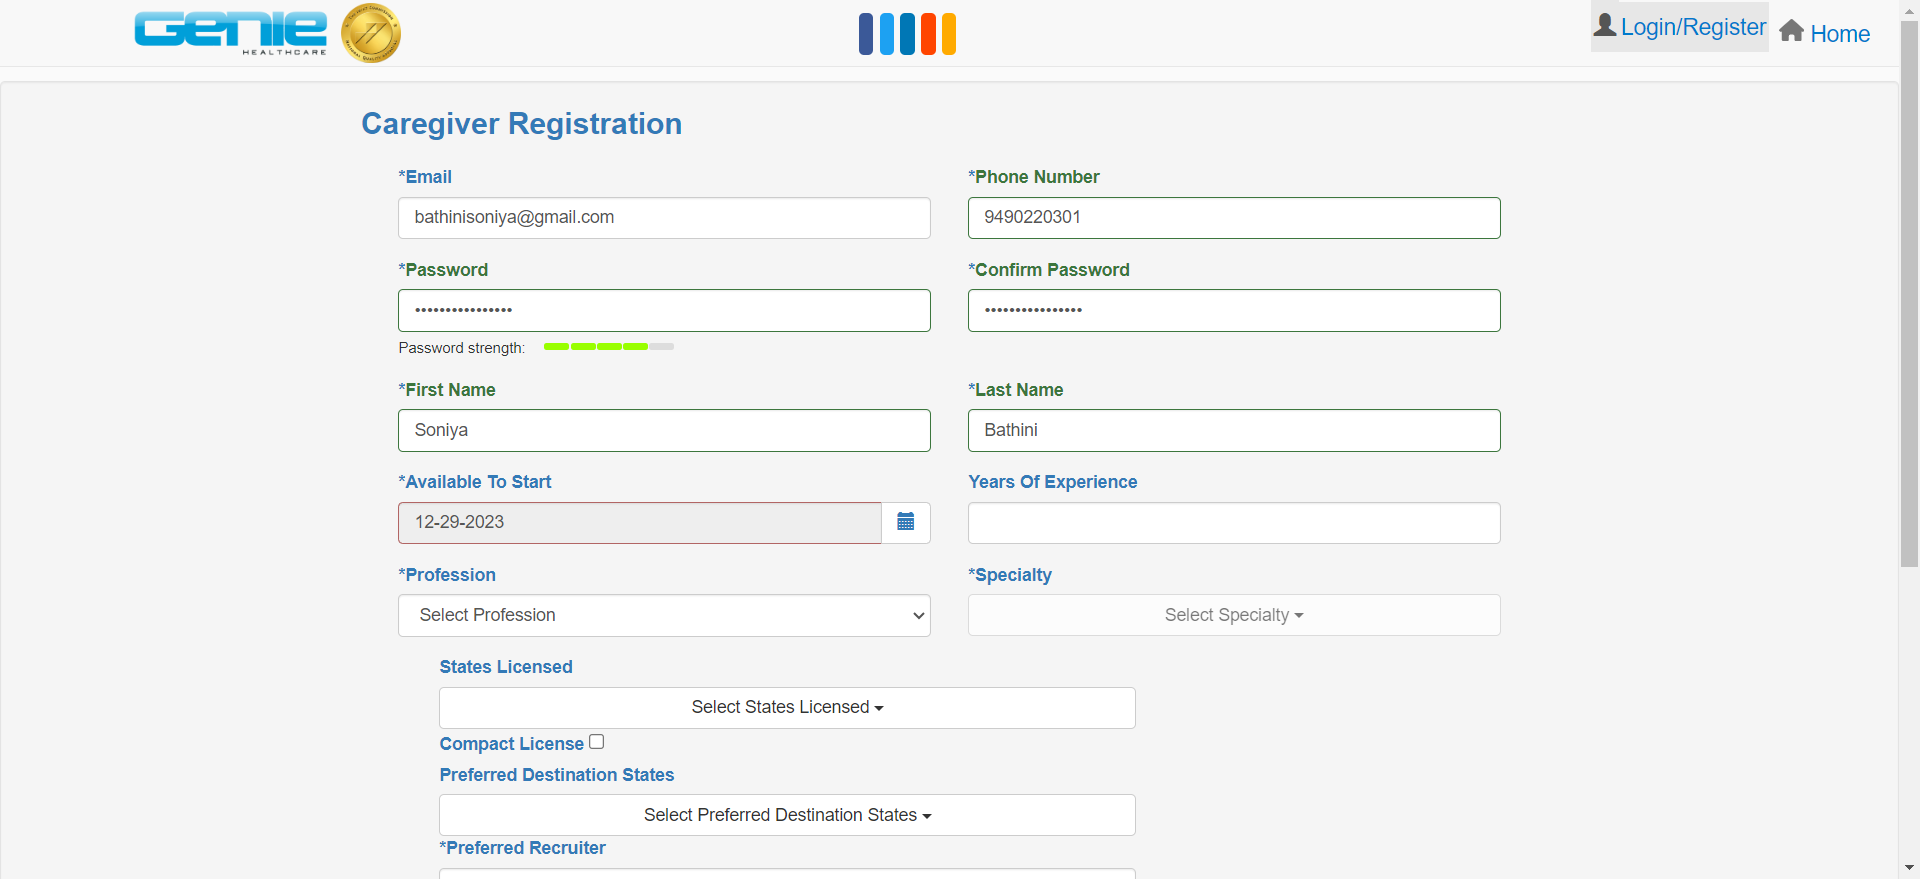 GENIE
HEALTHCARE
Login/Register
Home
Caregiver Registration
*Email
*Phone Number
bathinisoniya@gmail.com
9490220301
*Password
*Confirm Password
••••••••••••••••
••••••••••••••••
Password strength:
*First Name
*Last Name
Soniya
Bathini
*Available To Start
Years Of Experience
12-29-2023
*Profession
*Specialty
Select Profession
Select Specialty
States Licensed
Select States Licensed
Compact License
Preferred Destination States
Select Preferred Destination States
*Preferred Recruiter